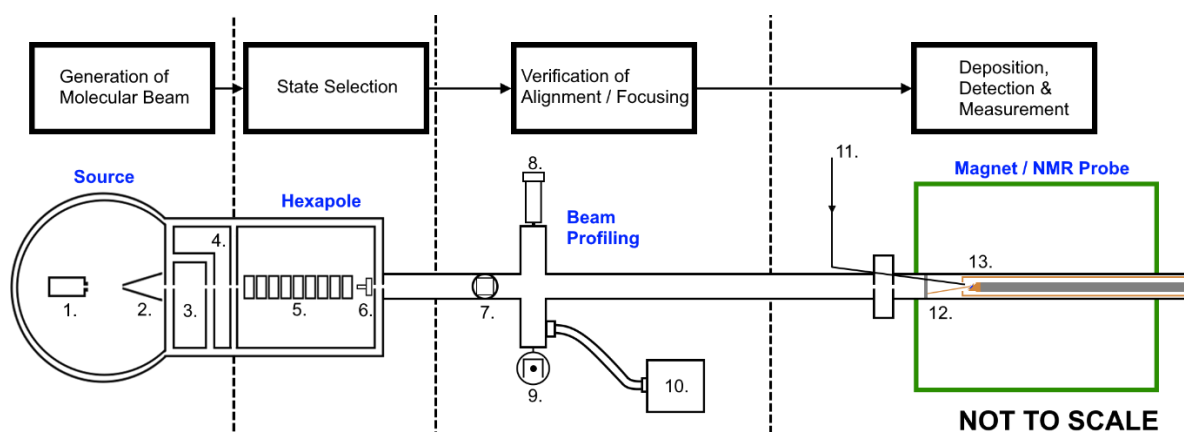 Generation of
Molecular Beam
State Selection
Verification of
Alignment / Focusing
Deposition,
Detection &
Measurement
Source
Hexapole
Beam
Profiling
Magnet / NMR Probe
1.
2.
3.
4.
5.
6.
7.
8.
9.
10.
11.
12.
13.
NOT TO SCALE